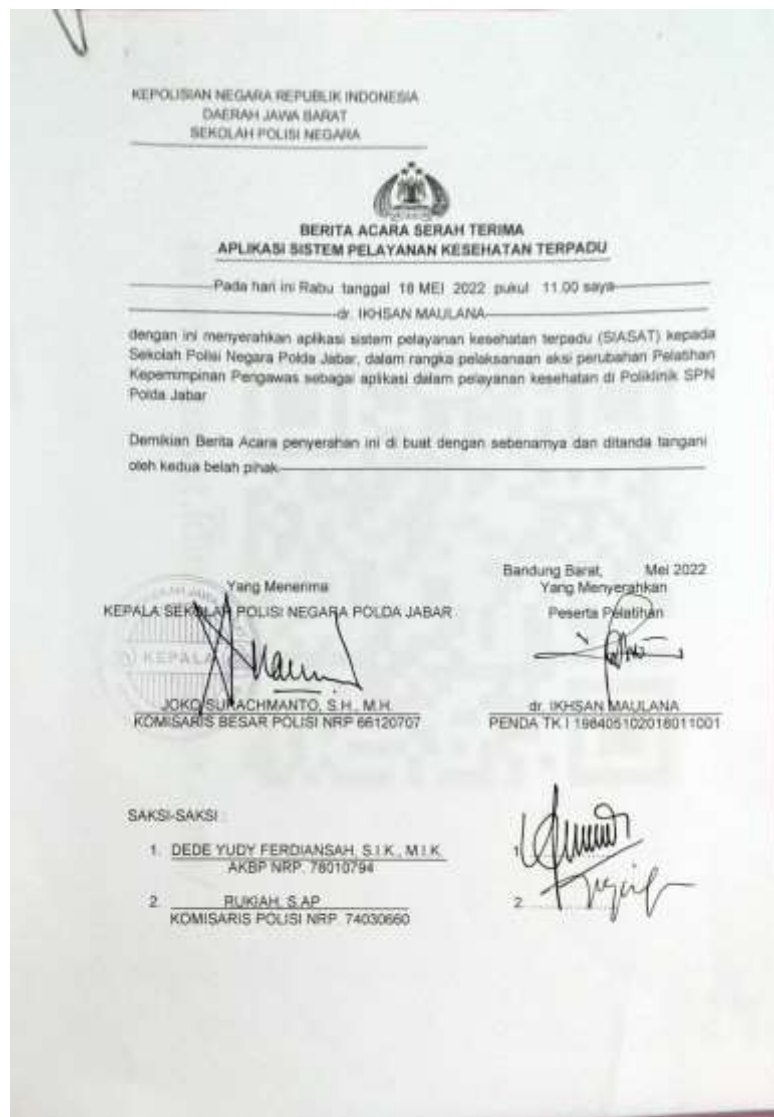 KEPOLISIAN NEGARA REPUBLIK INDONESIA
DAERAH JAWA BARAT
SEKOLAH POLISI NEGARA
BERITA ACARA SERAH TERIMA
APLIKASI SISTEM PELAYANAN KESEHATAN TERPADU
Pada hari ini Rabu tanggal 18 MEI 2022 pukul 11.00 saya
dr. IKHSAN MAULANA
dengan ini menyerahkan aplikasi sistem pelayanan kesehatan terpadu (SIASAT) kepada
Sekolah Polisi Negara Polda Jabar, dalam rangka pelaksanaan aksi perubahan Pelatihan
Kepemimpinan Pengawas sebagai aplikasi dalam pelayanan kesehatan di Poliklinik SPN
Polda Jabar
Demikian Berita Acara penyerahan ini di buat dengan sebenarnya dan ditanda tangani
oleh kedua belah pihak
Bandung Barat, Mei 2022
Yang Menerima Yang Menyerahkan
KEPALA SEKOLAH POLISI NEGARA POLDA JABAR Peserta Pelatihan
KEPALA
JOKO SURACHMANTO, S.H., M.H. dr. IKHSAN MAULANA
KOMISARIS BESAR POLISI NRP 66120707 PENDA TK I 198405102018011001
SAKSI-SAKSI :
1. DEDE YUDY FERDIANSAH, S.I.K., M.I.K. 1.
AKBP NRP. 78010794
2. RUKIAH, S.AP 2.
KOMISARIS POLISI NRP 74030660